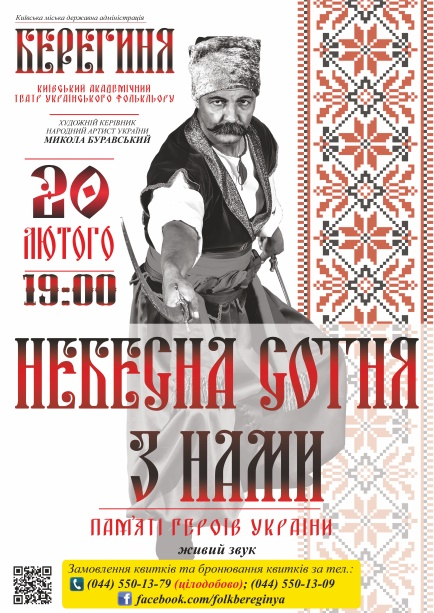 Київська міська державна адміністрація
БЕРЕГИНЯ
КИЇВСЬКИЙ АКАДЕМІЧНИЙ
ТЕАТР УКРАЇНСЬКОГО ФОЛЬКЛОРУ
ХУДОЖНІЙ КЕРІВНИК
НАРОДНИЙ АРТИСТ УКРАЇНИ
МИКОЛА БУРАВСЬКИЙ
20
ЛЮТОГО
19:00
НЕБЕСНА СОТНЯ
З НАМИ
ПАМ'ЯТІ ГЕРОЇВ УКРАЇНИ
живий звук
Замовлення квитків та бронювання квитків за тел.:
(044) 550-13-79 (цілодобово); (044) 550-13-09
facebook.com/folkbereginya